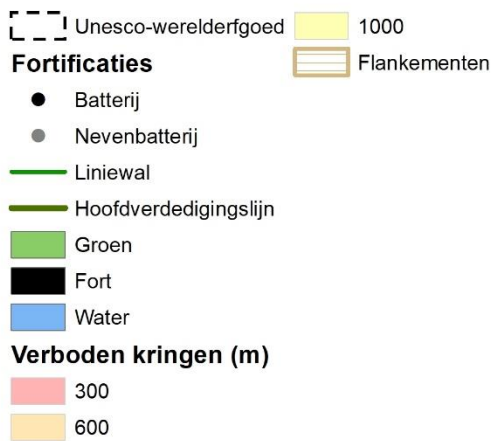 Unesco-werelderfgoed
Fortificaties
Batterij
Nevenbatterij
Liniewal
Hoofdverdedigingslijn
Groen
Fort
Water
Verboden kringen (m)
300
600
1000
Flankementen